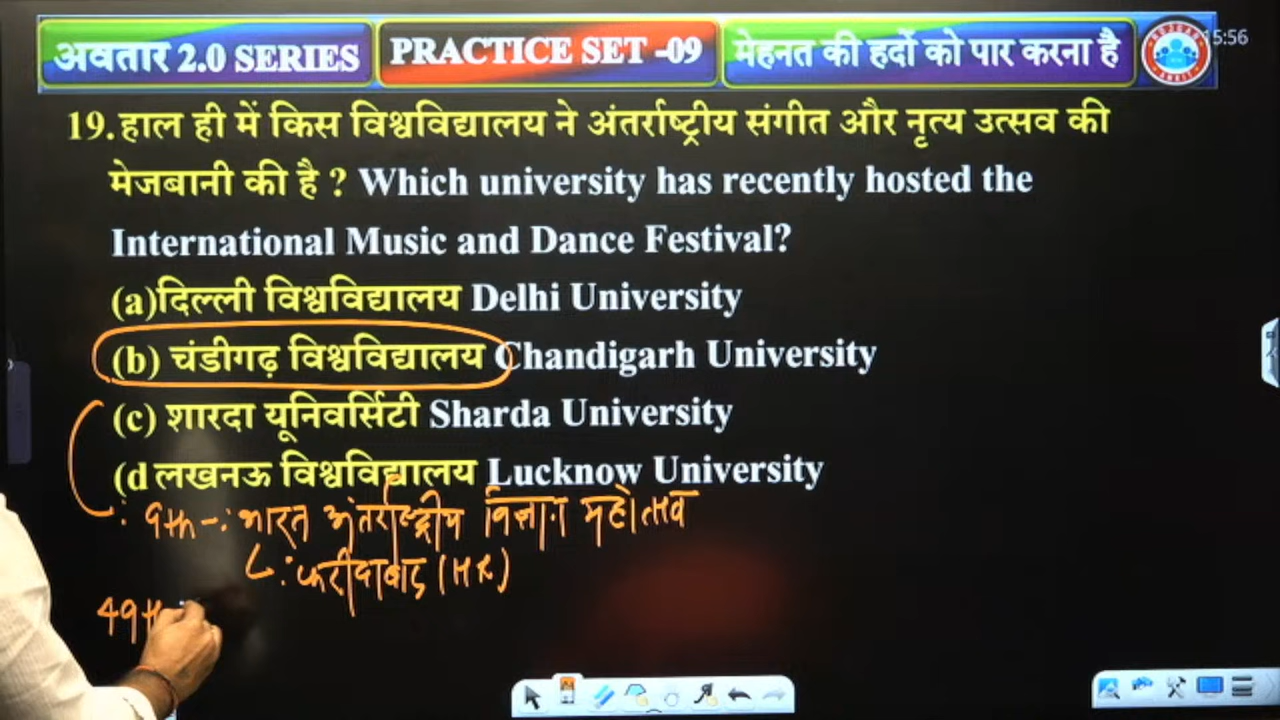 अवतार 2.0 SERIES PRACTICE SET -09 मेहनत की हदों को पार करना है 15:56
19.हाल ही में किस विश्वविद्यालय ने अंतर्राष्ट्रीय संगीत और नृत्य उत्सव की
मेजबानी की है ? Which university has recently hosted the
International Music and Dance Festival?
(a)दिल्ली विश्वविद्यालय Delhi University
(b) चंडीगढ़ विश्वविद्यालय Chandigarh University
(c) शारदा यूनिवर्सिटी Sharda University
(d लखनऊ विश्वविद्यालय Lucknow University
9th -: भारत अंतर्राष्ट्रीय विज्ञान महोत्सव
फरीदाबाद (HR)
49th